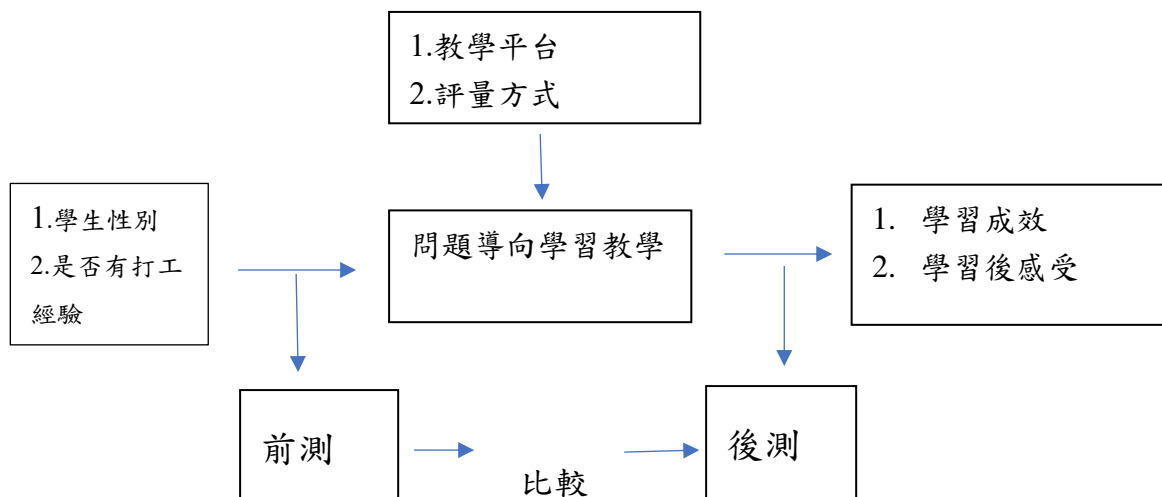 1.教學平台
2.評量方式
1.學生性別
2.是否有打工
經驗
問題導向學習教學
1. 學習成效
2. 學習後感受
前測
比較
後測